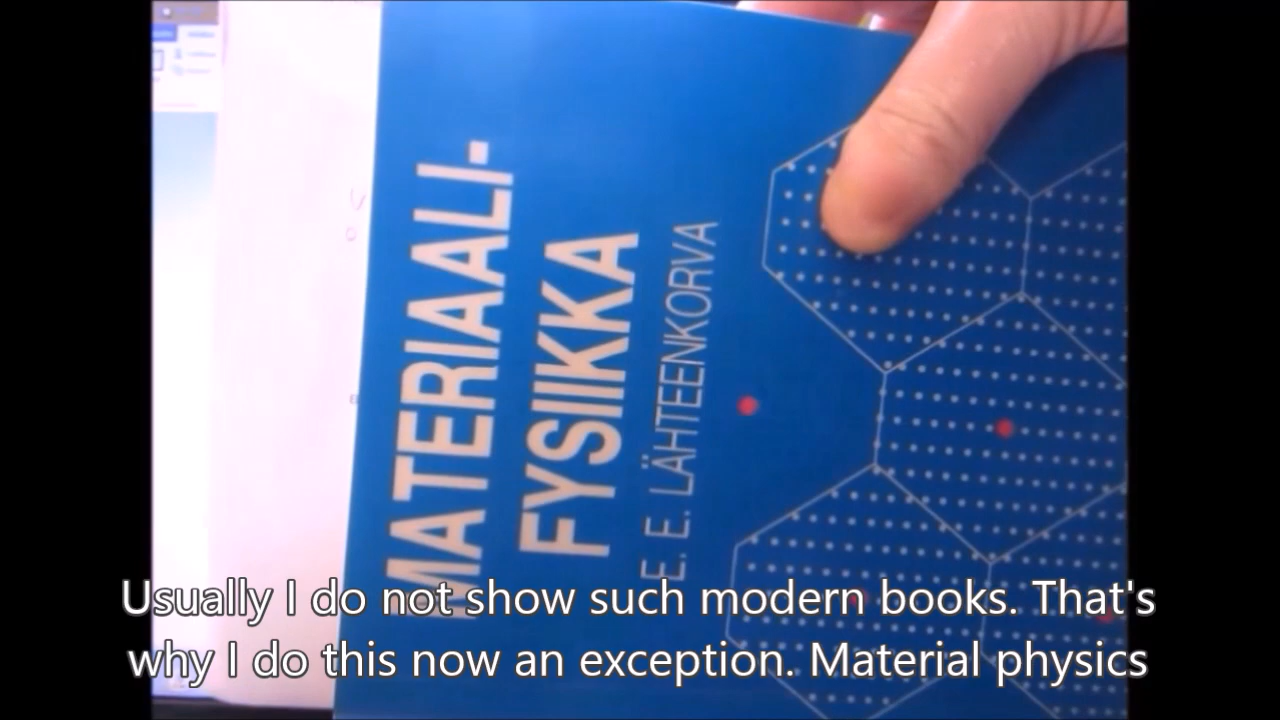 MATERIAALI-
FYSIIKKA
E. E. LÄHTEENKORVA
Usually I do not show such modern books. That's
why I do this now an exception. Material physics